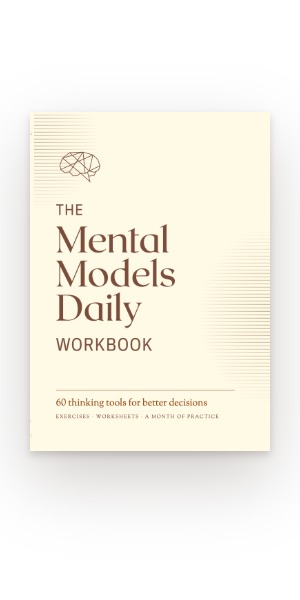 THE
Mental
Models
Daily
WORKBOOK
60 thinking tools for better decisions
EXERCISES · WORKSHEETS · A MONTH OF PRACTICE